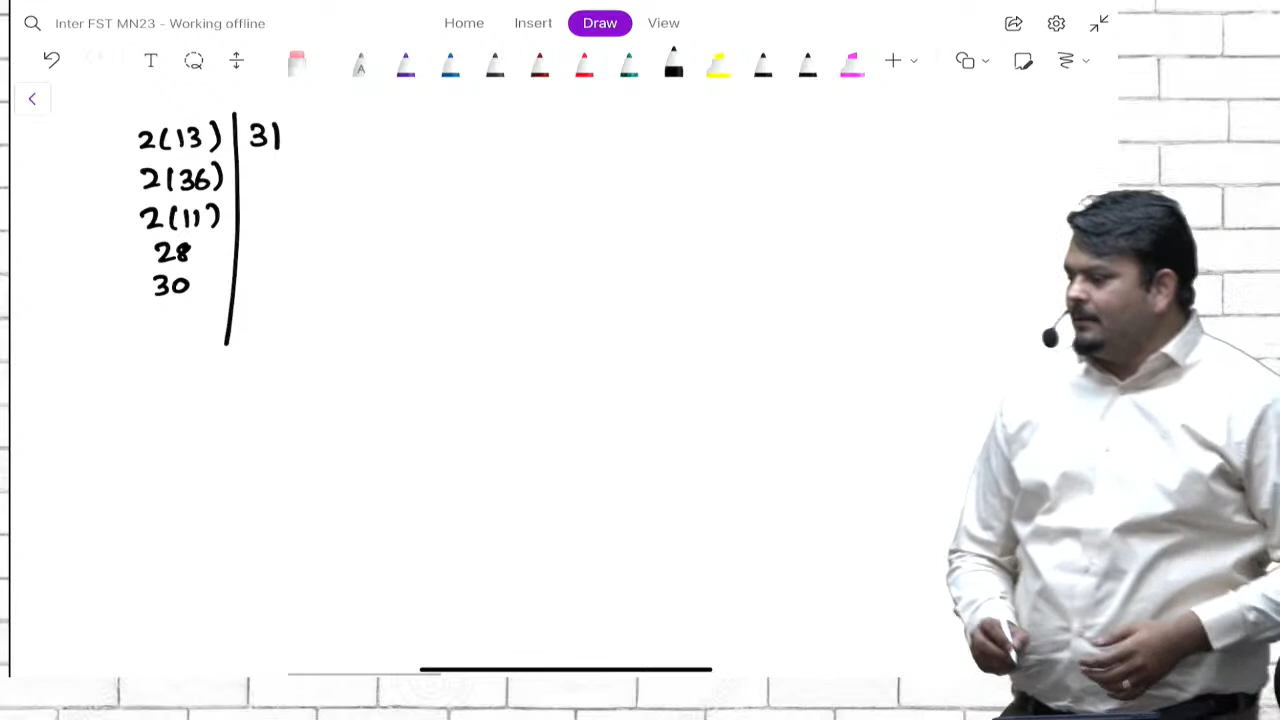 Inter FST MN23 - Working offline
Home Insert Draw View
T A
2(13) | 31
2(36)
2(11)
28
30